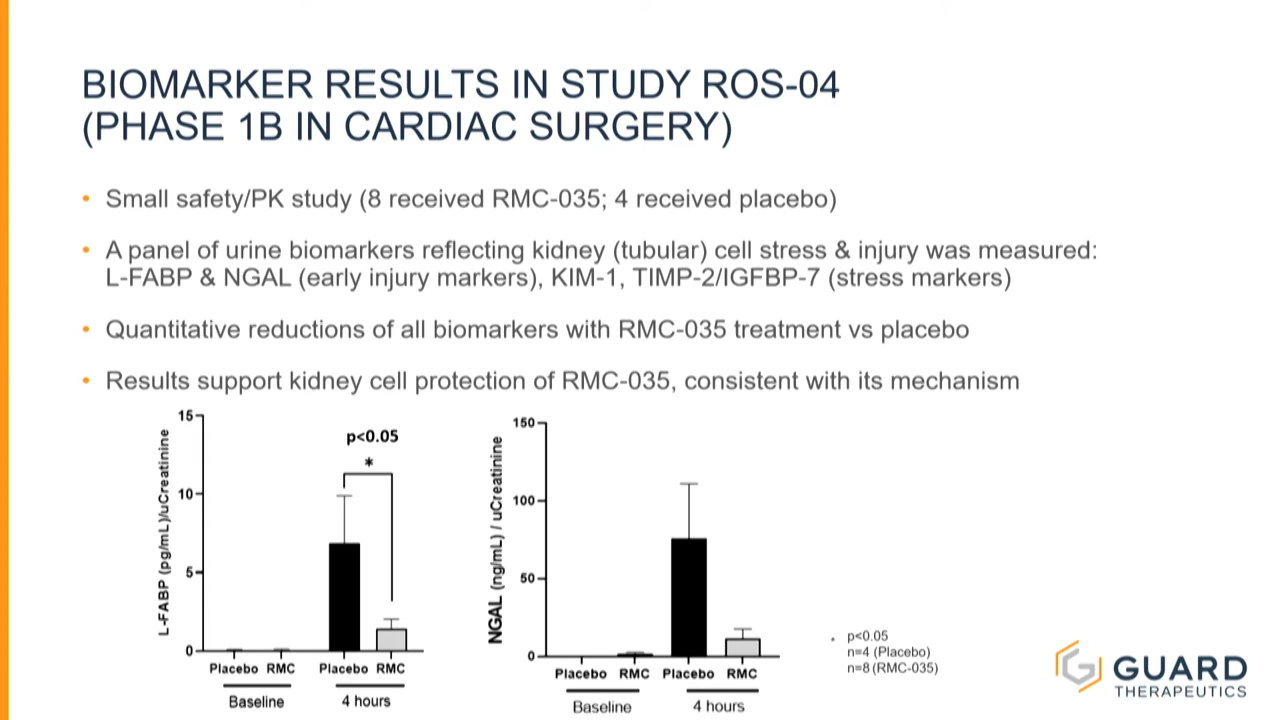 BIOMARKER RESULTS IN STUDY ROS-04
(PHASE 1B IN CARDIAC SURGERY)
• Small safety/PK study (8 received RMC-035; 4 received placebo)
• A panel of urine biomarkers reflecting kidney (tubular) cell stress & injury was measured:
L-FABP & NGAL (early injury markers), KIM-1, TIMP-2/IGFBP-7 (stress markers)
• Quantitative reductions of all biomarkers with RMC-035 treatment vs placebo
• Results support kidney cell protection of RMC-035, consistent with its mechanism
L-FABP (pg/mL)/uCreatinine
15
10
5
0
p<0.05
*
Placebo RMC Placebo RMC
Baseline 4 hours
NGAL (ng/mL) / uCreatinine
150
100
50
0
Placebo RMC Placebo RMC
Baseline 4 hours
• p<0.05
n=4 (Placebo)
n=8 (RMC-035)
GUARD
THERAPEUTICS